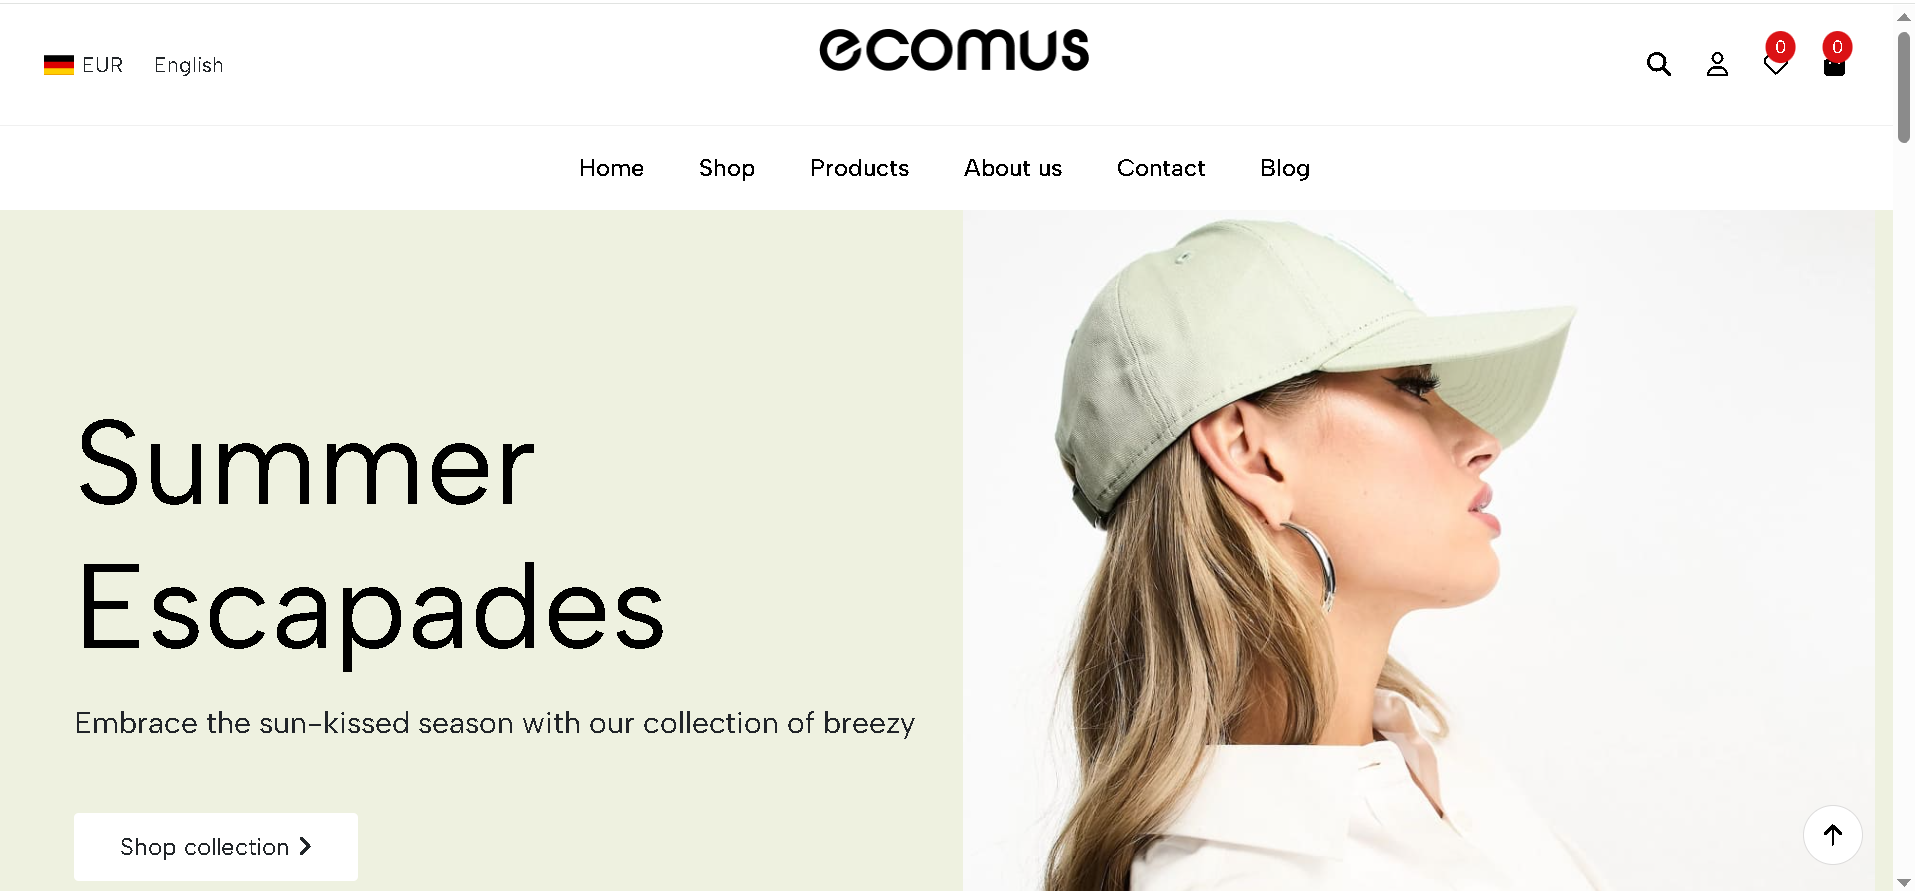 EUR English
ecomus
0 0
Home Shop Products About us Contact Blog
Summer
Escapades
Embrace the sun-kissed season with our collection of breezy
Shop collection